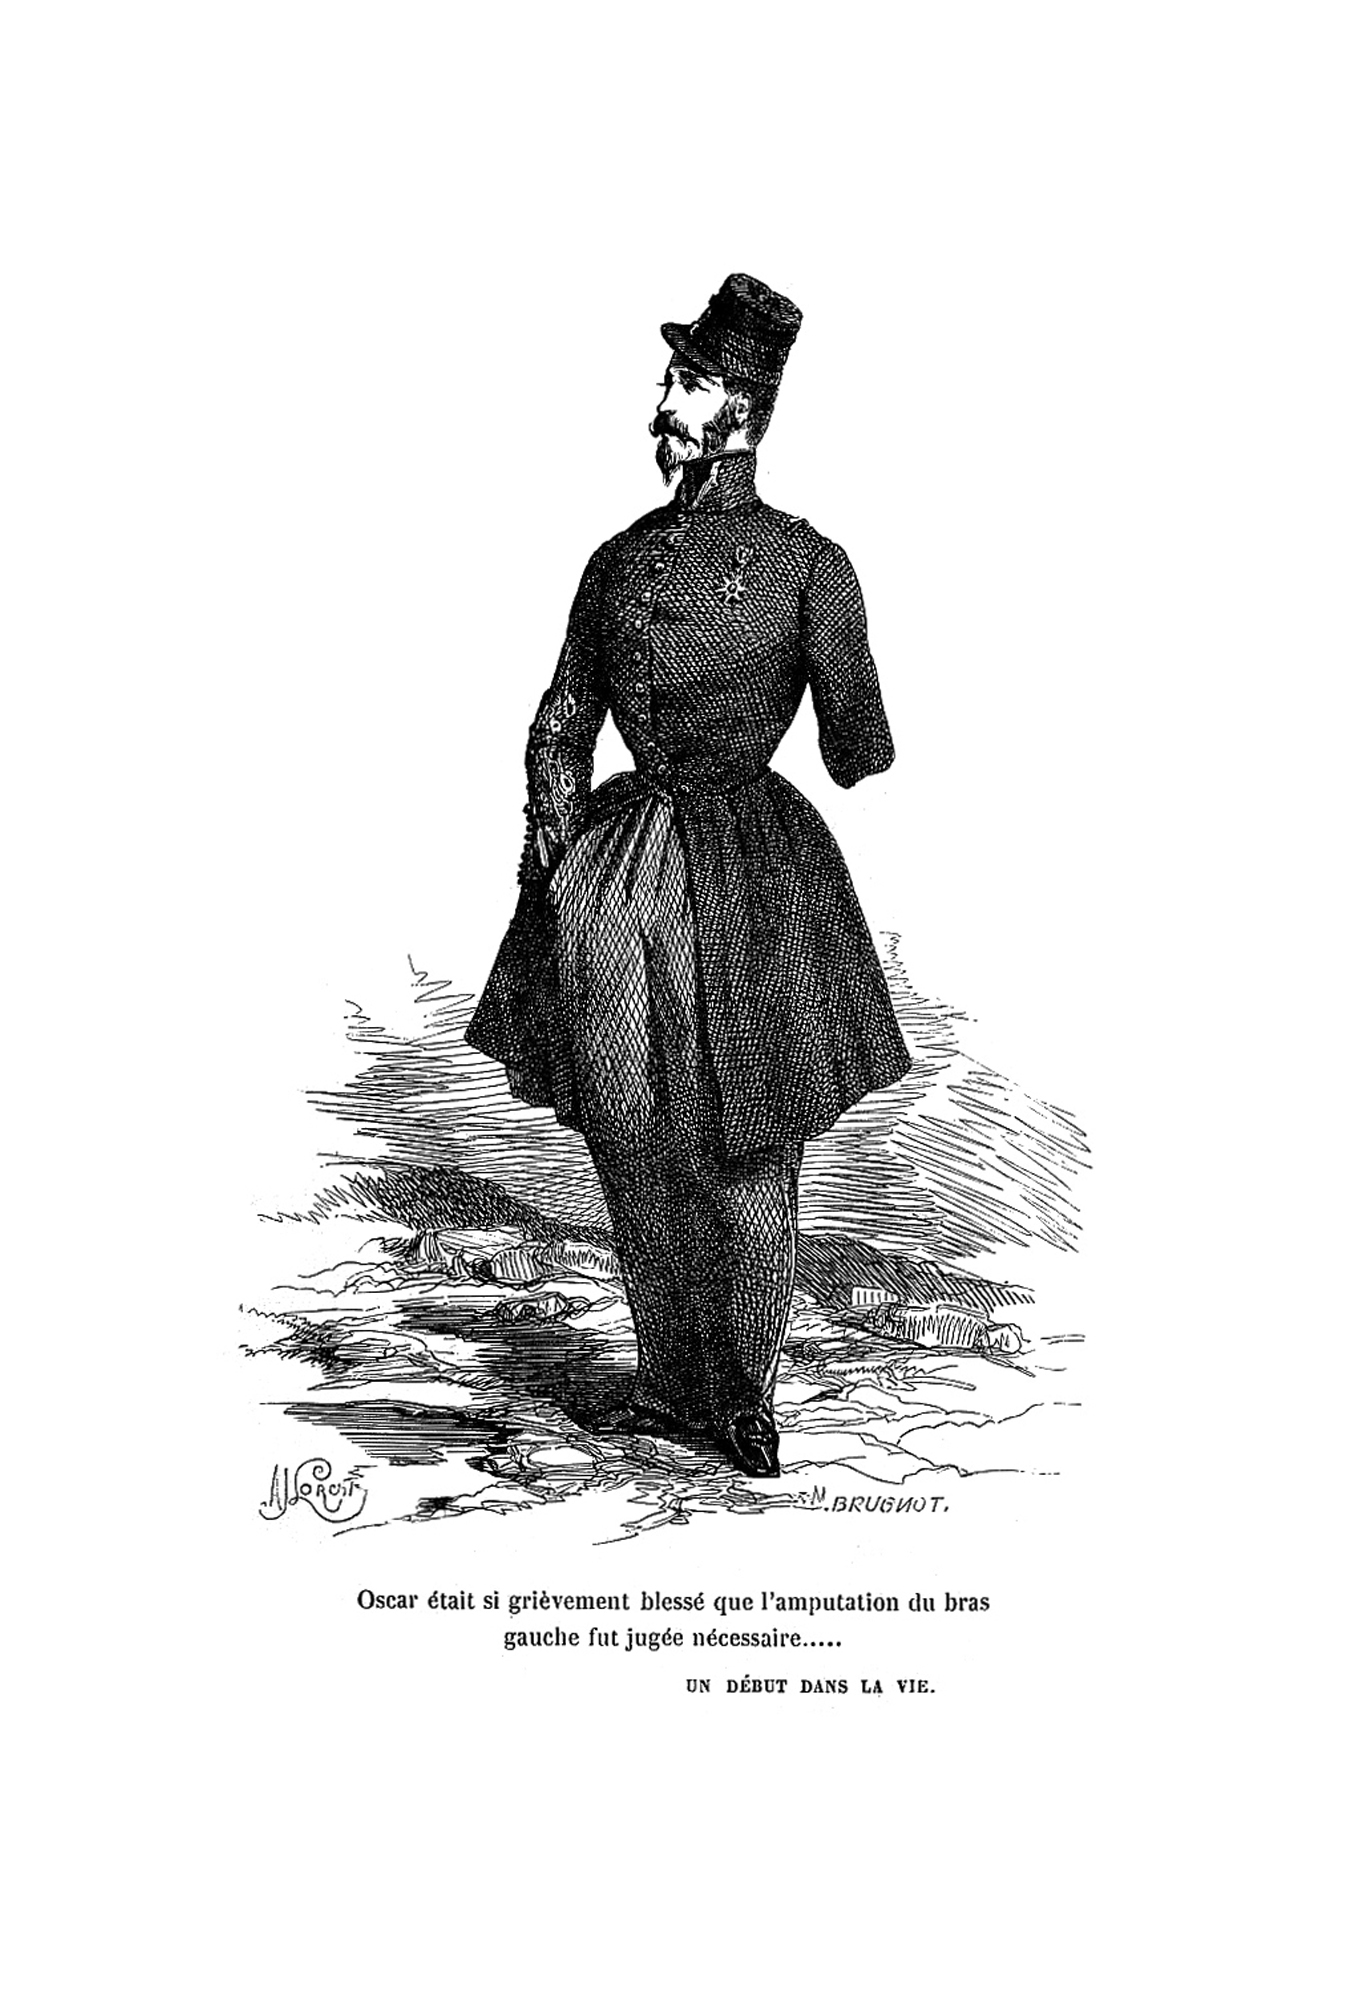 A J LORUIT
N. BRUGNOT.
Oscar était si grièvement blessé que l'amputation du bras
gauche fut jugée nécessaire.....
UN DÉBUT DANS LA VIE.